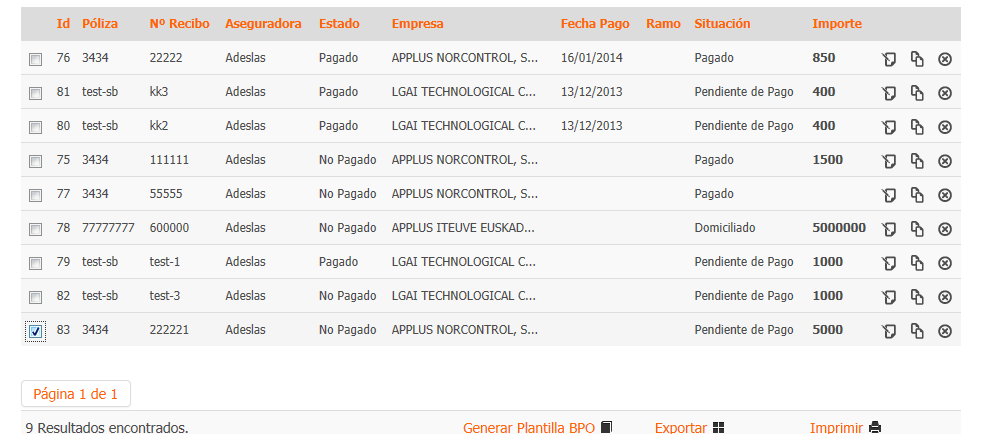 Id Póliza Nº Recibo Aseguradora Estado Empresa Fecha Pago Ramo Situación Importe
76 3434 22222 Adeslas Pagado APPLUS NORCONTROL, S... 16/01/2014 Pagado 850
81 test-sb kk3 Adeslas Pagado LGAI TECHNOLOGICAL C... 13/12/2013 Pendiente de Pago 400
80 test-sb kk2 Adeslas Pagado LGAI TECHNOLOGICAL C... 13/12/2013 Pendiente de Pago 400
75 3434 111111 Adeslas No Pagado APPLUS NORCONTROL, S... Pagado 1500
77 3434 55555 Adeslas No Pagado APPLUS NORCONTROL, S... Pagado
78 77777777 600000 Adeslas No Pagado APPLUS ITEUVE EUSKAD... Domiciliado 5000000
79 test-sb test-1 Adeslas Pagado LGAI TECHNOLOGICAL C... Pendiente de Pago 1000
82 test-sb test-3 Adeslas No Pagado LGAI TECHNOLOGICAL C... Pendiente de Pago 1000
83 3434 222221 Adeslas No Pagado APPLUS NORCONTROL, S... Pendiente de Pago 5000
Página 1 de 1
9 Resultados encontrados. Generar Plantilla BPO Exportar Imprimir